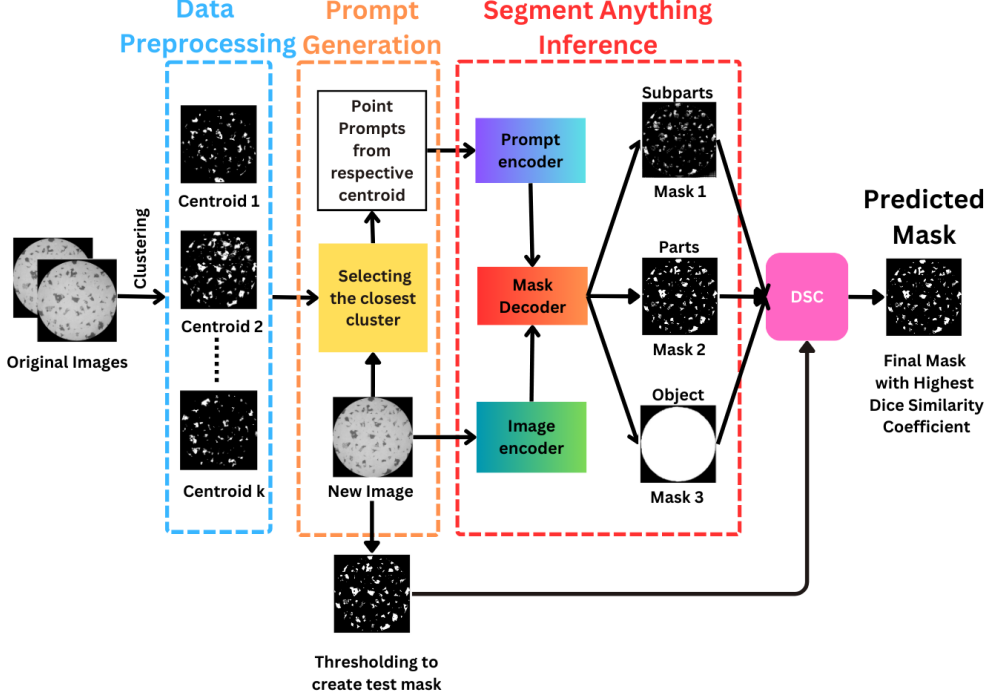 Data
Preprocessing
Prompt
Generation
Segment Anything
Inference
Original Images
Clustering
Centroid 1
Centroid 2
Centroid k
Point
Prompts
from
respective
centroid
Selecting
the closest
cluster
New Image
Thresholding to
create test mask
Prompt
encoder
Mask
Decoder
Image
encoder
Subparts
Mask 1
Parts
Mask 2
Object
Mask 3
DSC
Predicted
Mask
Final Mask
with Highest
Dice Similarity
Coefficient